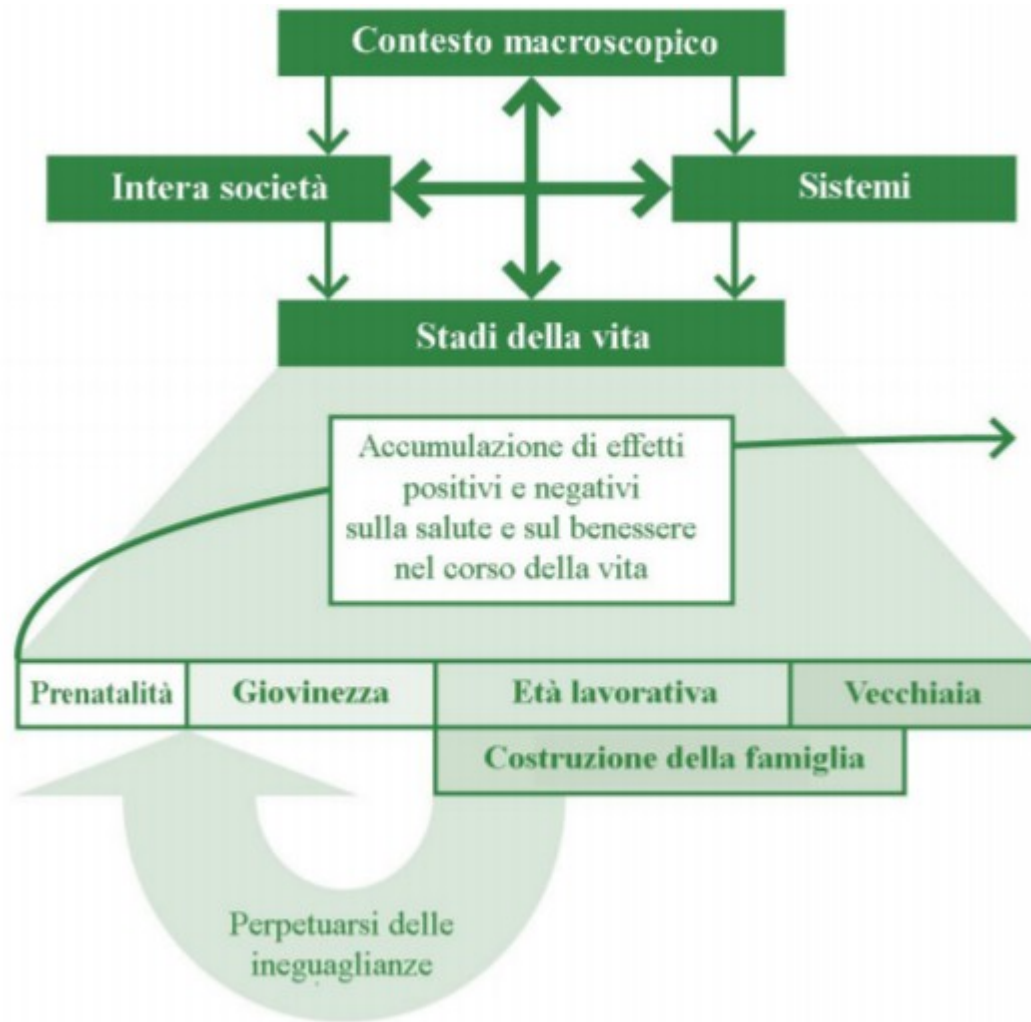 Contesto macroscopico
Intera società
Sistemi
Stadi della vita
Accumulazione di effetti
positivi e negativi
sulla salute e sul benessere
nel corso della vita
Prenatalità
Giovinezza
Età lavorativa
Vecchiaia
Costruzione della famiglia
Perpetuarsi delle
ineguaglianze